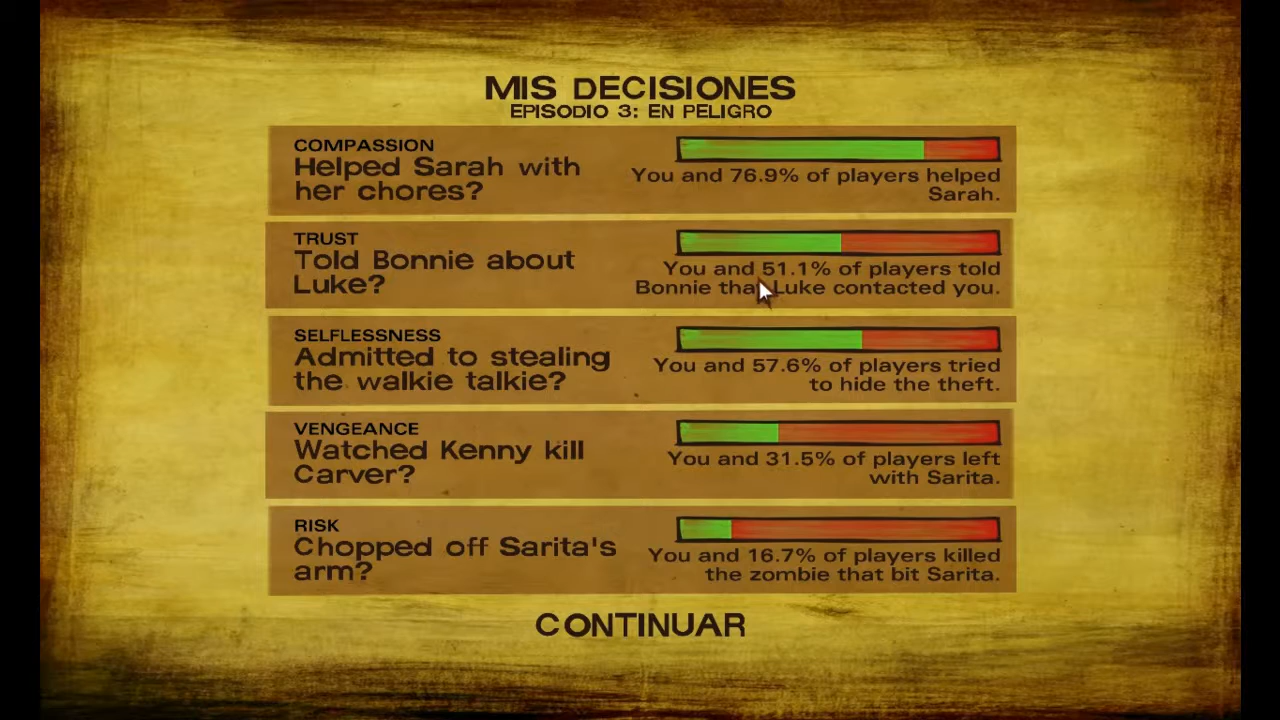 MIS DECISIONES
EPISODIO 3: EN PELIGRO
COMPASSION
Helped Sarah with
her chores?
You and 76.9% of players helped
Sarah.
TRUST
Told Bonnie about
Luke?
You and 51.1% of players told
Bonnie that Luke contacted you.
SELFLESSNESS
Admitted to stealing
the walkie talkie?
You and 57.6% of players tried
to hide the theft.
VENGEANCE
Watched Kenny kill
Carver?
You and 31.5% of players left
with Sarita.
RISK
Chopped off Sarita's
arm?
You and 16.7% of players killed
the zombie that bit Sarita.
CONTINUAR